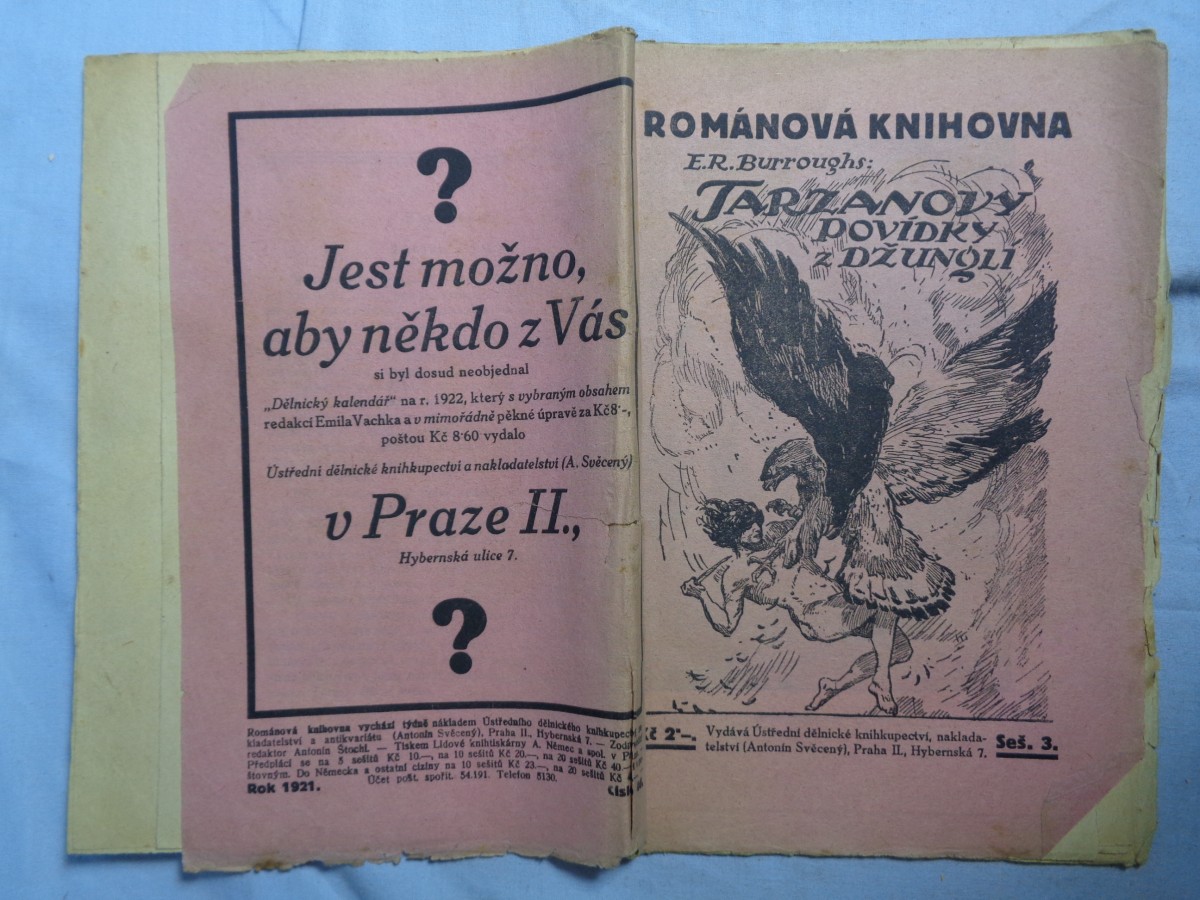 ?
Jest možno,
aby někdo z Vás
si byl dosud neobjednal
„Dělnický kalendář“ na r. 1922, který s vybraným obsahem
redakcí Emila Vachka a v mimořádně pěkné úpravě za Kč 8·–,
poštou Kč 8·60 vydalo
Ústřední dělnické knihkupectví a nakladatelství (A. Svěcený)
v Praze II.,
Hybernská ulice 7.
?
Románová knihovna vychází týdně nákladem Ústředního dělnického knihkupectví
kladatelství a antikvariátu (Antonín Svěcený), Praha II., Hybernská 7. —
redaktor Antonín Štochl. — Tiskem Lidové knihtiskárny A. Němec a spol. v
Předplácí se na 5 sešitů Kč 10.—, na 10 sešitů Kč 20.—, na 20 sešitů Kč 40.—
štovným. Do Německa a ostatní ciziny na 10 sešitů Kč 23.—, na 20 sešitů Kč
Účet pošt. spořit. 54.191. Telefon 5130.
Rok 1921.
ROMÁNOVÁ KNIHOVNA
E. R. Burroughs:
TARZANOVY
POVÍDKY
z DŽUNGLÍ
Kč 2·–.
Vydává Ústřední dělnické knihkupectví, naklada-
telství (Antonín Svěcený), Praha II., Hybernská 7.
Seš. 3.